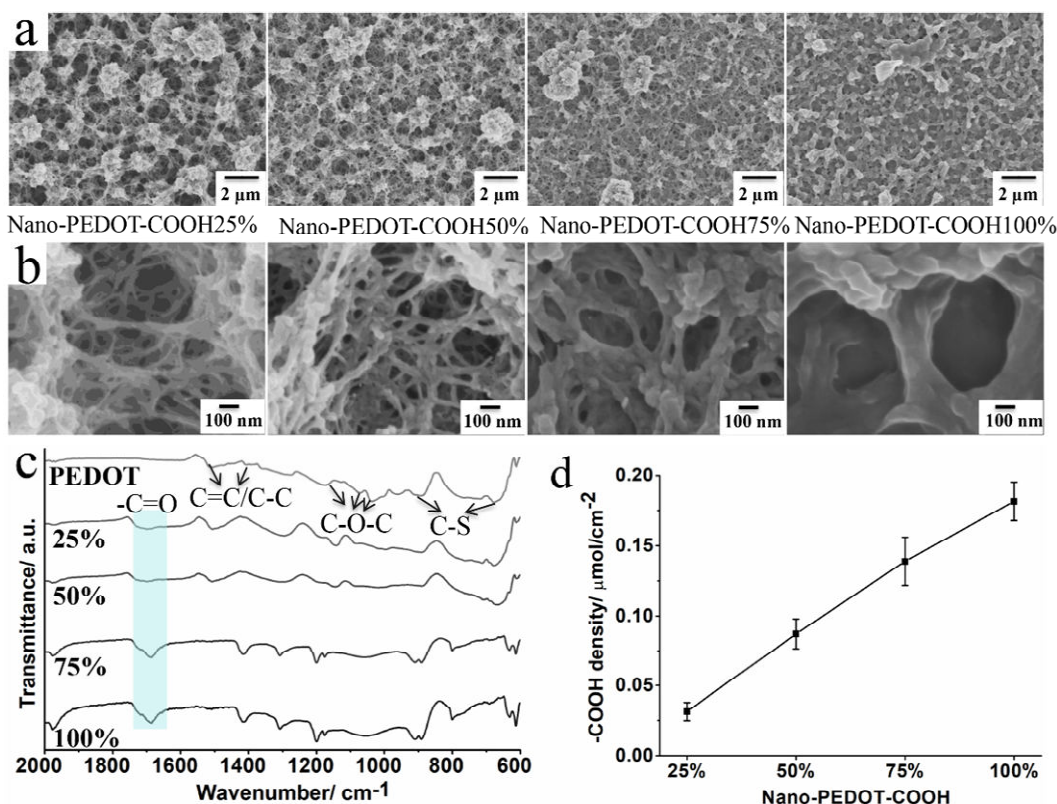 a
2 µm
2 µm
2 µm
2 µm
Nano-PEDOT-COOH25%
Nano-PEDOT-COOH50%
Nano-PEDOT-COOH75%
Nano-PEDOT-COOH100%
b
100 nm
100 nm
100 nm
100 nm
c
PEDOT
-C=O
C=C/C-C
C-O-C
C-S
25%
50%
75%
100%
Transmittance/ a.u.
2000 1800 1600 1400 1200 1000 800 600
Wavenumber/ cm-1
d
-COOH density/ µmol/cm-2
0.20
0.15
0.10
0.05
0.00
25% 50% 75% 100%
Nano-PEDOT-COOH